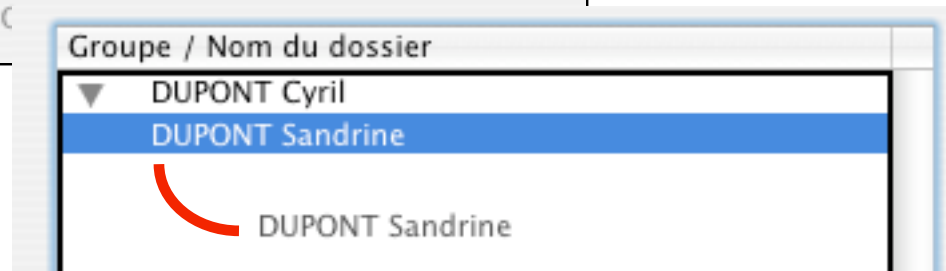 Groupe / Nom du dossier
DUPONT Cyril
DUPONT Sandrine
DUPONT Sandrine